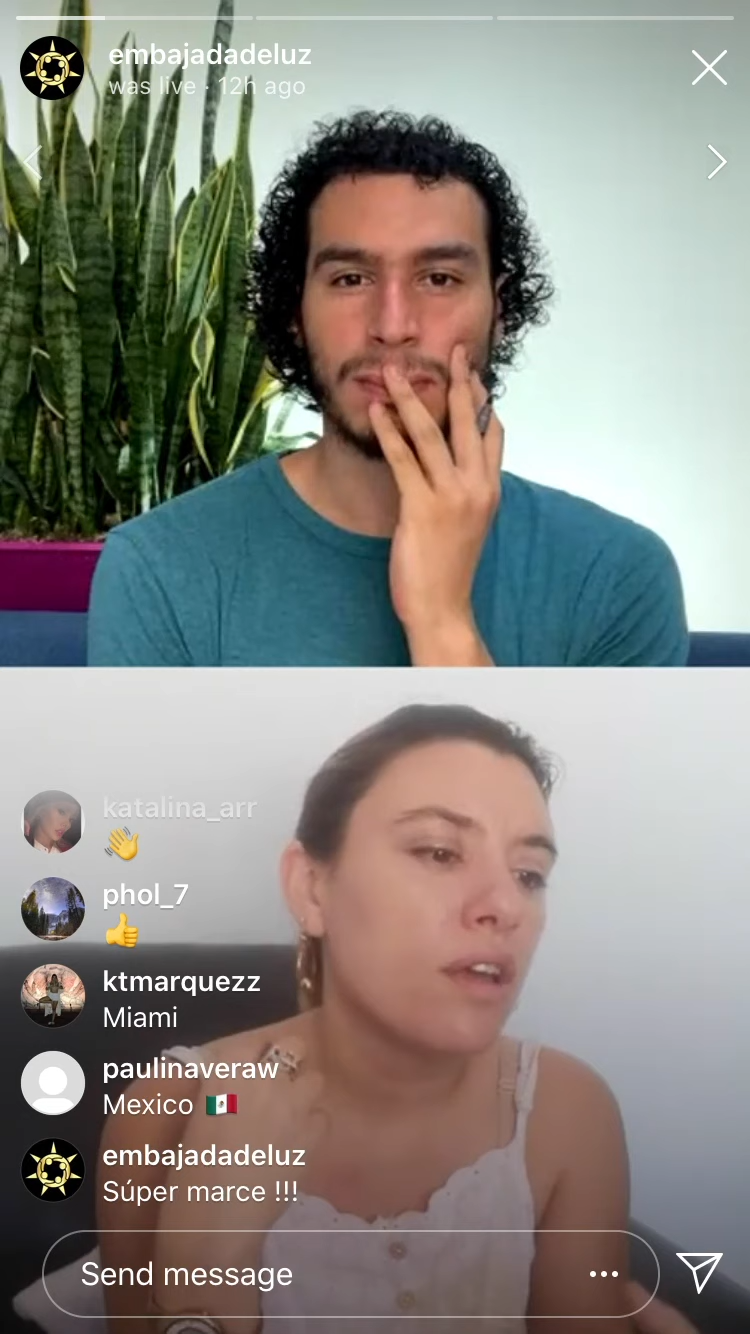 embajadadeluz
was live · 12h ago
katalina_arr
👋
phol_7
👍
ktmarquezz
Miami
paulinaveraw
Mexico 🇲🇽
embajadadeluz
Súper marce !!!
Send message